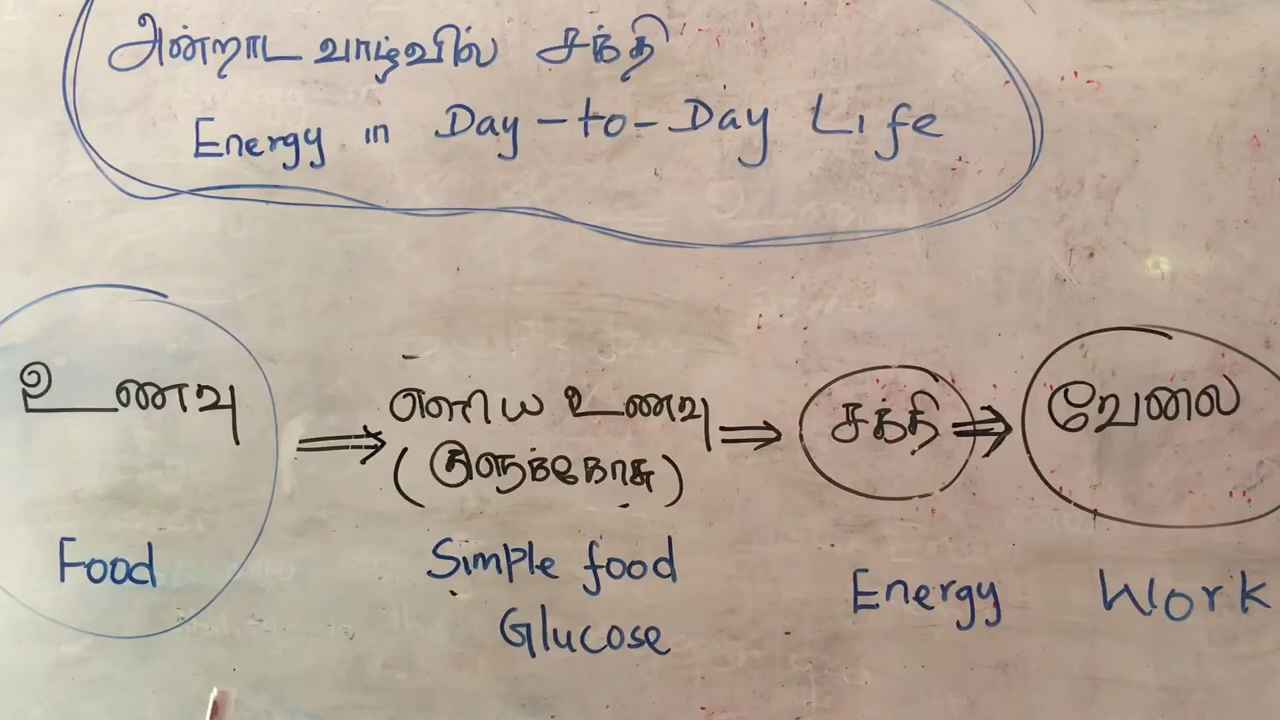 அன்றாட வாழ்வில் சக்தி
Energy in Day-to-Day Life
உணவு ⇒ எளிய உணவு ⇒ சக்தி ⇒ வேலை
(குளுக்கோசு)
Food Simple food Energy Work
Glucose